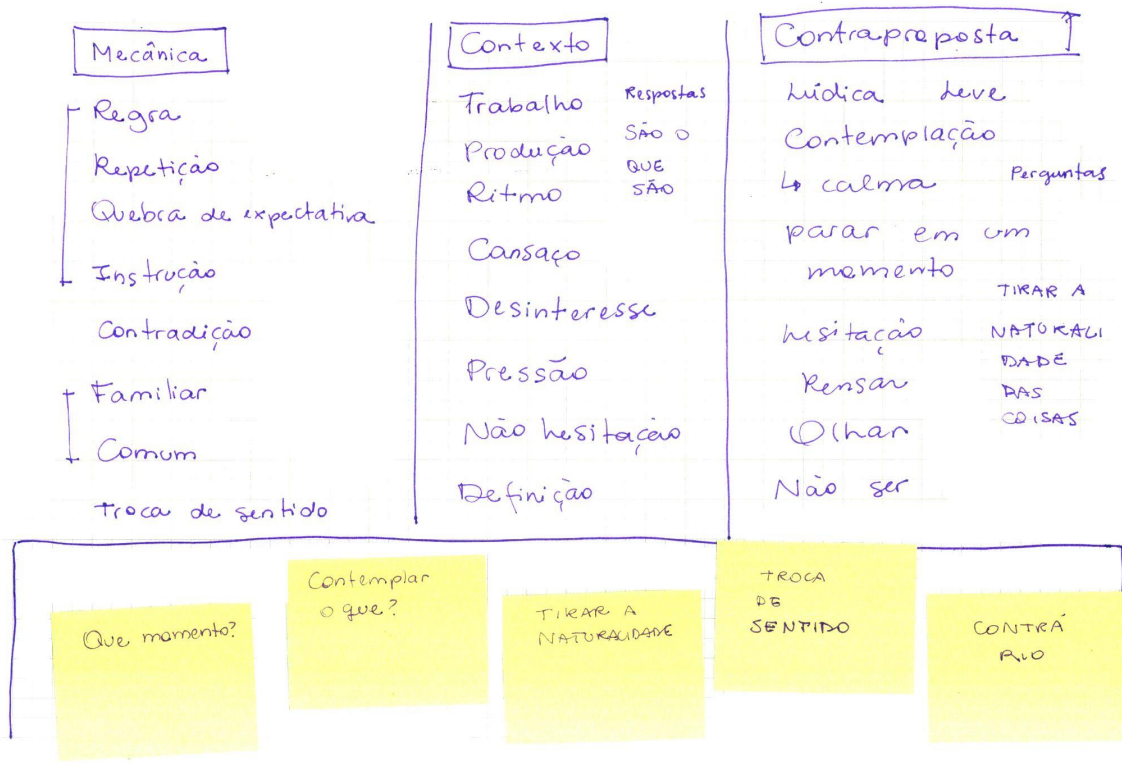 Mecânica
Regra
Repetição
Quebra de expectativa
Instrução
Contradição
Familiar
Comum
troca de sentido
Contexto
Trabalho
Produção
Ritmo
Respostas
SÃO O
QUE
SÃO
Cansaço
Desinteresse
Pressão
Não hesitação
Definição
Contraproposta
Lúdica Leve
Contemplação
↳ calma
Perguntas
parar em um
momento
hesitação
Pensar
Olhar
Não ser
TIRAR A
NATURALI
DADE
DAS
COISAS
Que momento?
Contemplar
o que?
TIRAR A
NATURALIDADE
TROCA
DE
SENTIDO
CONTRÁ
RIO